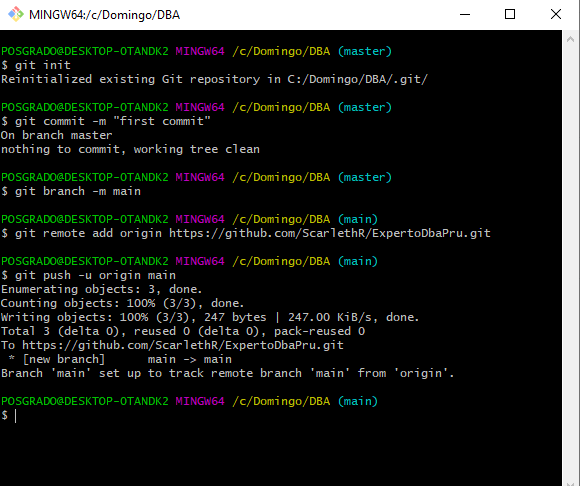 MINGW64:/c/Domingo/DBA
POSGRADO@DESKTOP-OTANDK2 MINGW64 /c/Domingo/DBA (master)
$ git init
Reinitialized existing Git repository in C:/Domingo/DBA/.git/
POSGRADO@DESKTOP-OTANDK2 MINGW64 /c/Domingo/DBA (master)
$ git commit -m "first commit"
On branch master
nothing to commit, working tree clean
POSGRADO@DESKTOP-OTANDK2 MINGW64 /c/Domingo/DBA (master)
$ git branch -m main
POSGRADO@DESKTOP-OTANDK2 MINGW64 /c/Domingo/DBA (main)
$ git remote add origin https://github.com/ScarlethR/ExpertoDbaPru.git
POSGRADO@DESKTOP-OTANDK2 MINGW64 /c/Domingo/DBA (main)
$ git push -u origin main
Enumerating objects: 3, done.
Counting objects: 100% (3/3), done.
Writing objects: 100% (3/3), 247 bytes | 247.00 KiB/s, done.
Total 3 (delta 0), reused 0 (delta 0), pack-reused 0
To https://github.com/ScarlethR/ExpertoDbaPru.git
 * [new branch]      main -> main
Branch 'main' set up to track remote branch 'main' from 'origin'.
POSGRADO@DESKTOP-OTANDK2 MINGW64 /c/Domingo/DBA (main)
$